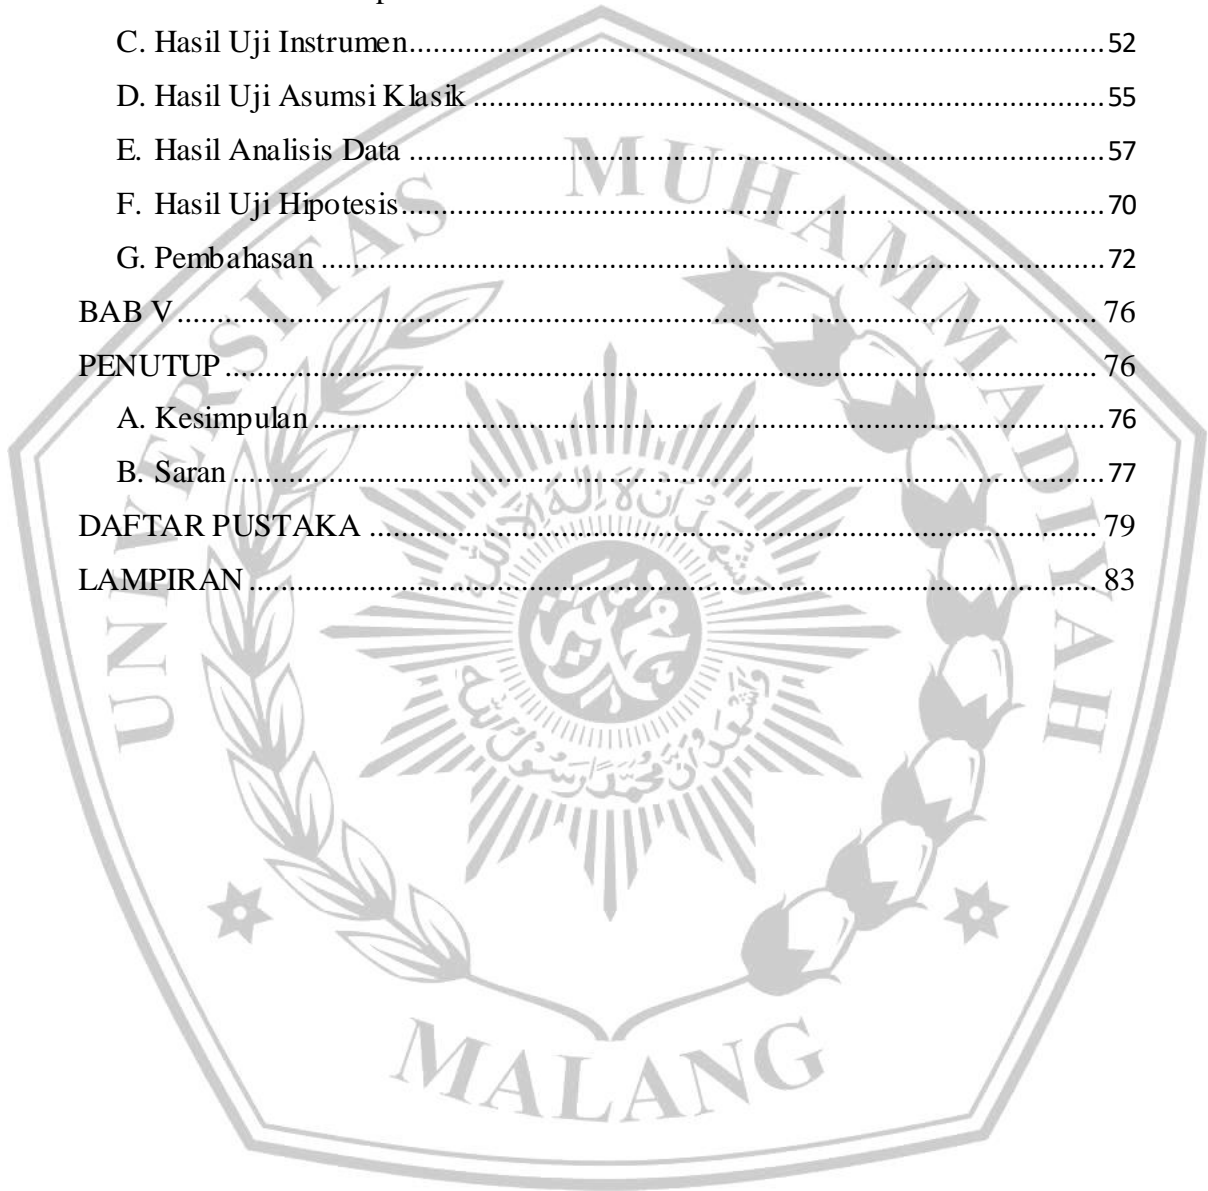 C. Hasil Uji Instrumen.......................................................................................52
D. Hasil Uji Asumsi Klasik ...............................................................................55
E. Hasil Analisis Data .......................................................................................57
F. Hasil Uji Hipotesis........................................................................................70
G. Pembahasan ..................................................................................................72
BAB V................................................................................................................... 76
PENUTUP............................................................................................................. 76
A. Kesimpulan ...................................................................................................76
B. Saran .............................................................................................................77
DAFTAR PUSTAKA ........................................................................................... 79
LAMPIRAN .......................................................................................................... 83
UNIVERSITAS MUHAMMADIYAH
MALANG